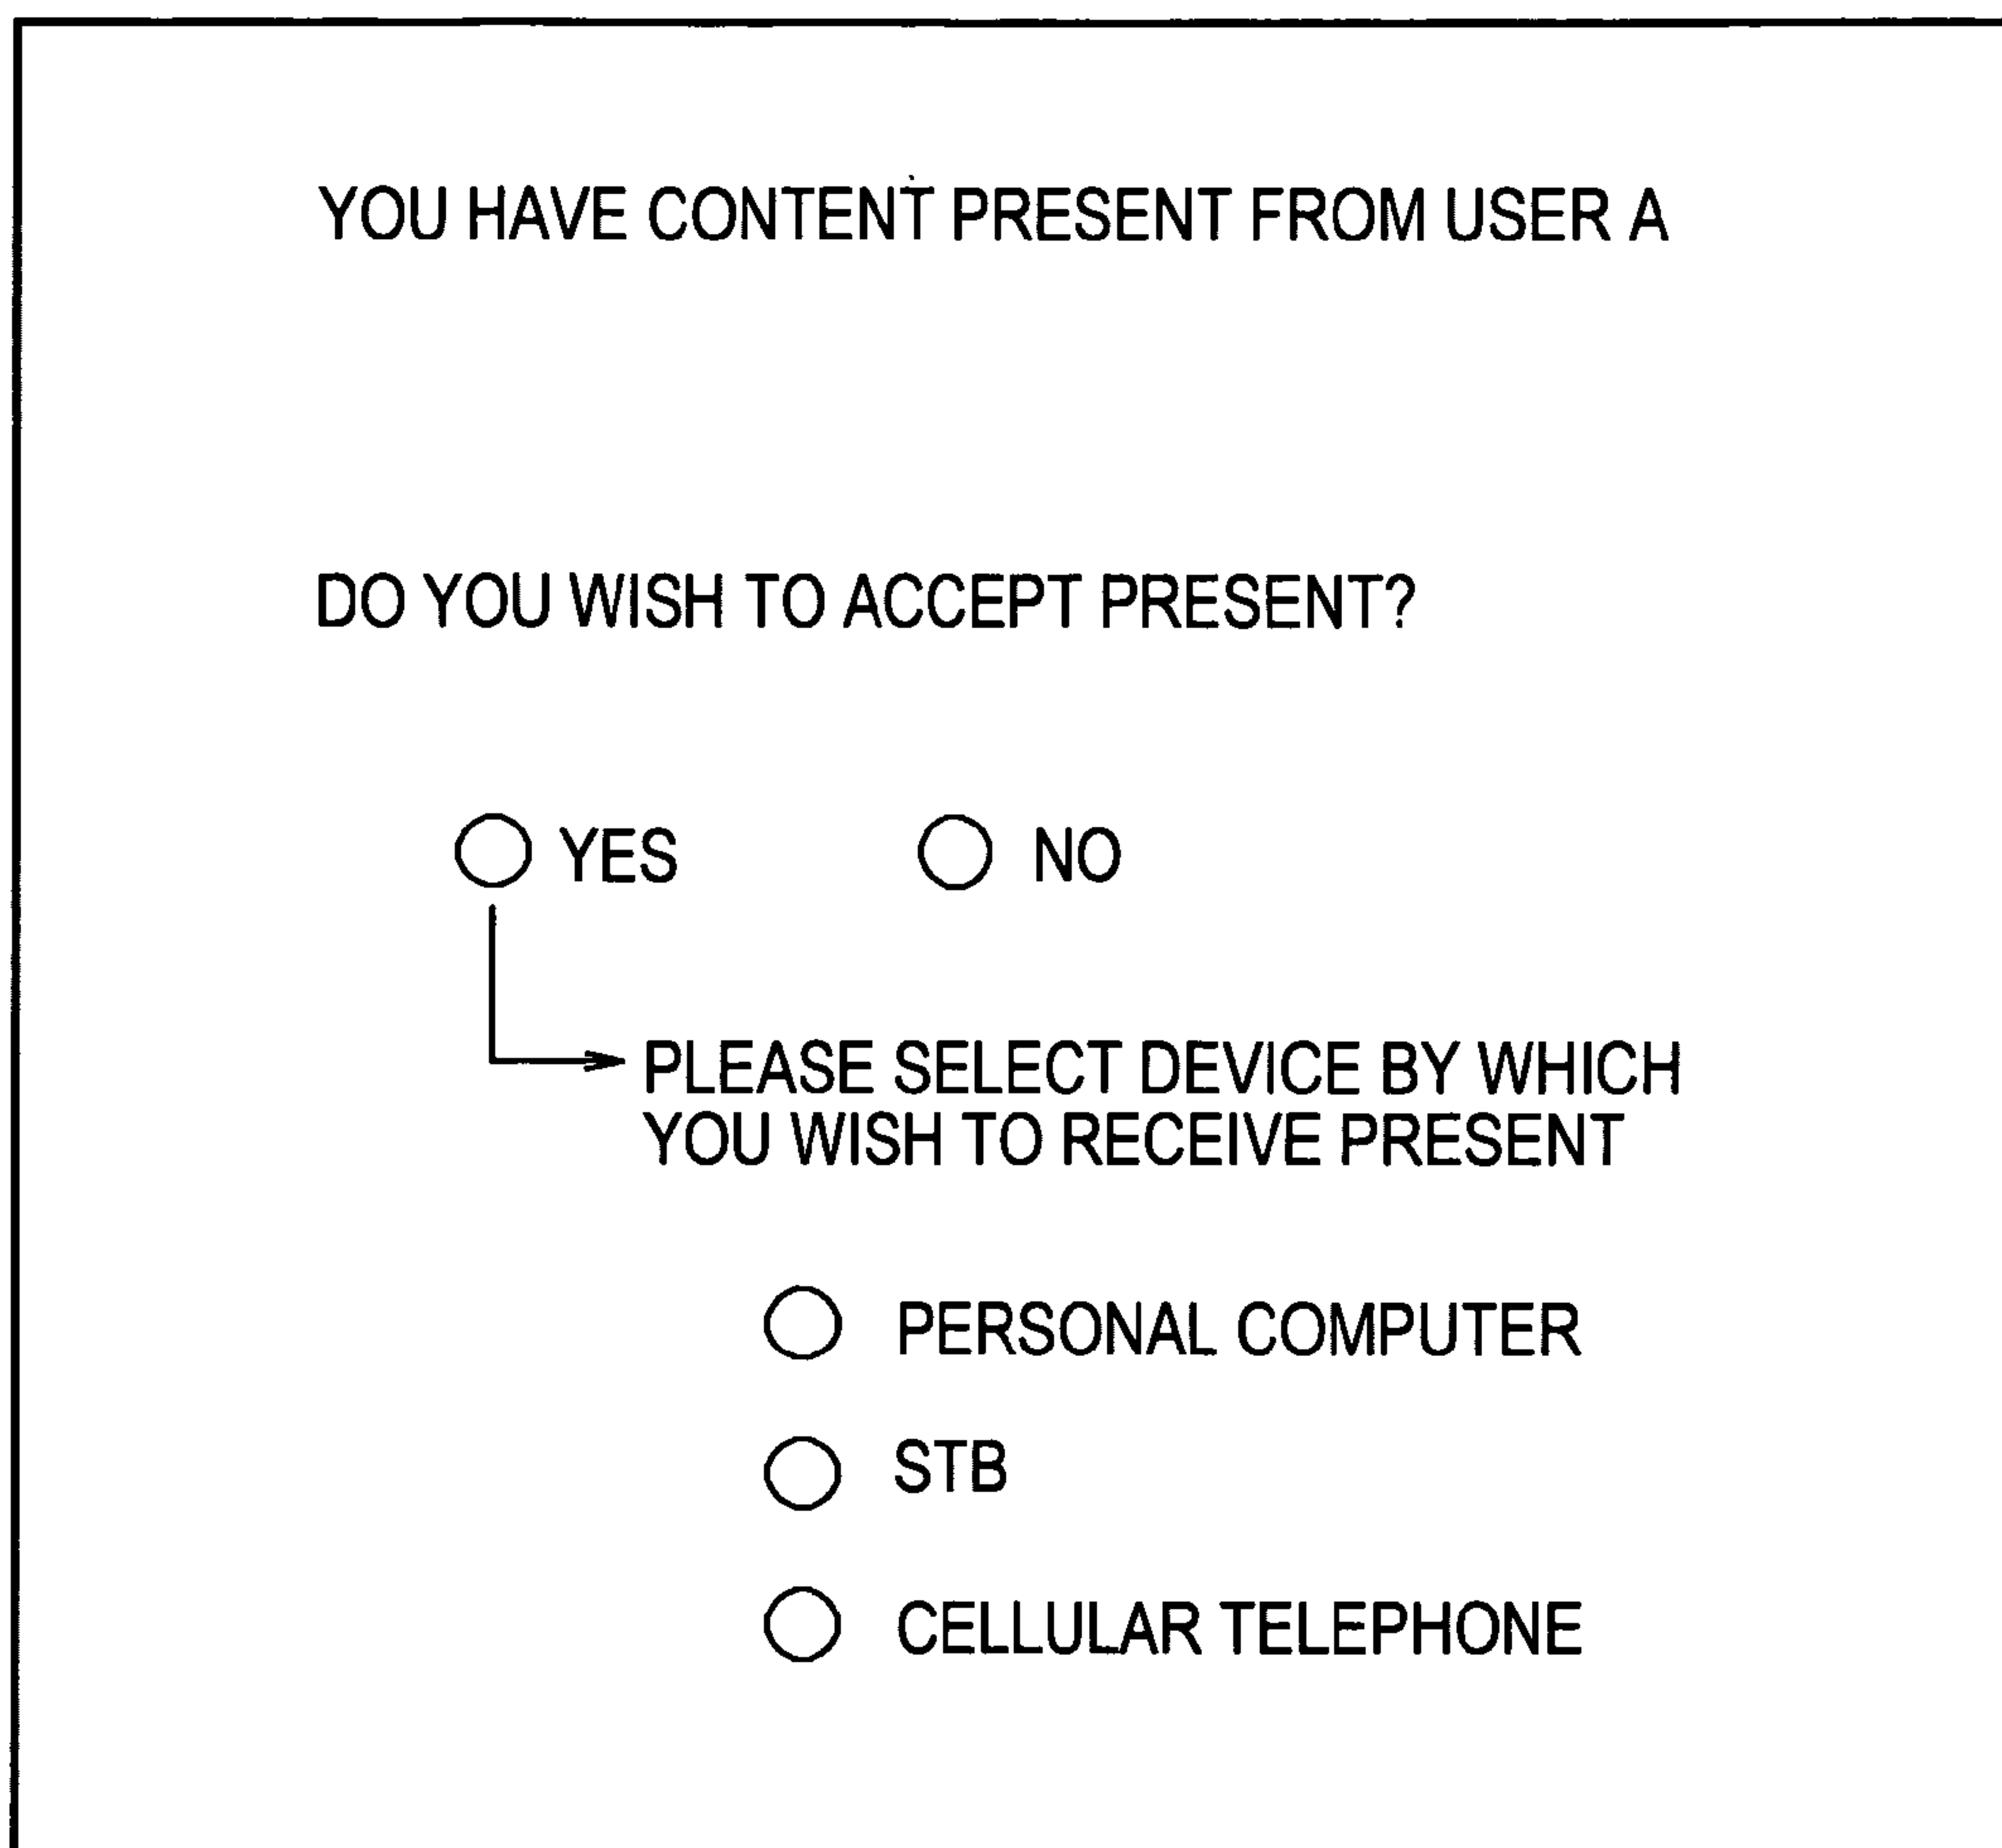 YOU HAVE CONTENT PRESENT FROM USER A
DO YOU WISH TO ACCEPT PRESENT?
YES NO
PLEASE SELECT DEVICE BY WHICH
YOU WISH TO RECEIVE PRESENT
PERSONAL COMPUTER
STB
CELLULAR TELEPHONE